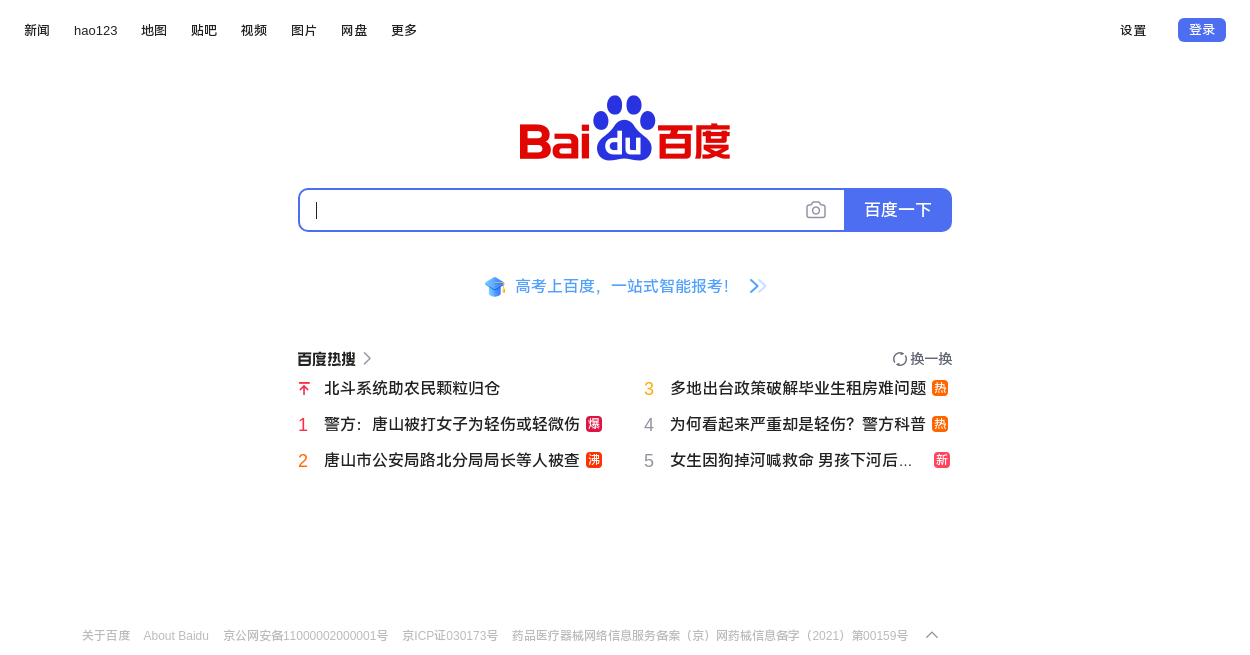 新闻 hao123 地图 贴吧 视频 图片 网盘 更多 设置 登录
Bai du 百度
百度一下
高考上百度，一站式智能报考！
百度热搜 换一换
北斗系统助农民颗粒归仓
3 多地出台政策破解毕业生租房难问题 热
1 警方：唐山被打女子为轻伤或轻微伤 爆
4 为何看起来严重却是轻伤？警方科普 热
2 唐山市公安局路北分局局长等人被查 沸
5 女生因狗掉河喊救命 男孩下河后... 新
关于百度 About Baidu 京公网安备11000002000001号 京ICP证030173号 药品医疗器械网络信息服务备案（京）网药械信息备字（2021）第00159号